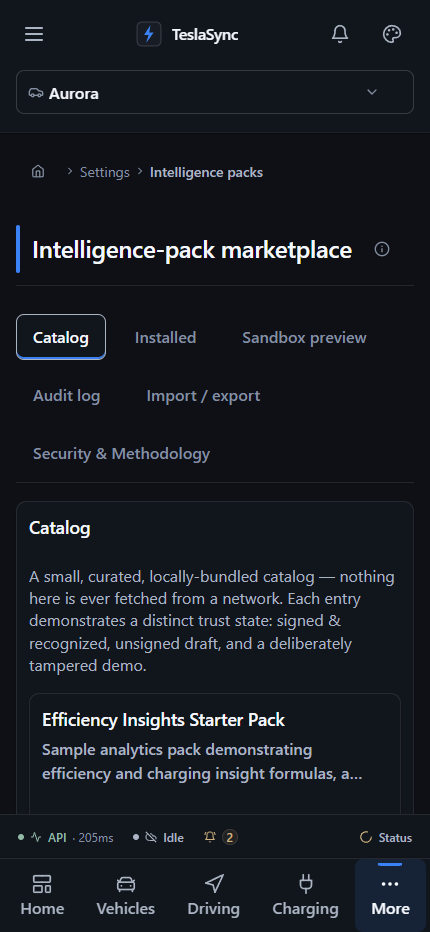 TeslaSync
Aurora
Settings Intelligence packs
Intelligence-pack marketplace
Catalog Installed Sandbox preview
Audit log Import / export
Security & Methodology
Catalog
A small, curated, locally-bundled catalog — nothing
here is ever fetched from a network. Each entry
demonstrates a distinct trust state: signed &
recognized, unsigned draft, and a deliberately
tampered demo.
Efficiency Insights Starter Pack
Sample analytics pack demonstrating
efficiency and charging insight formulas, a...
API · 205ms Idle 2 Status
Home Vehicles Driving Charging More